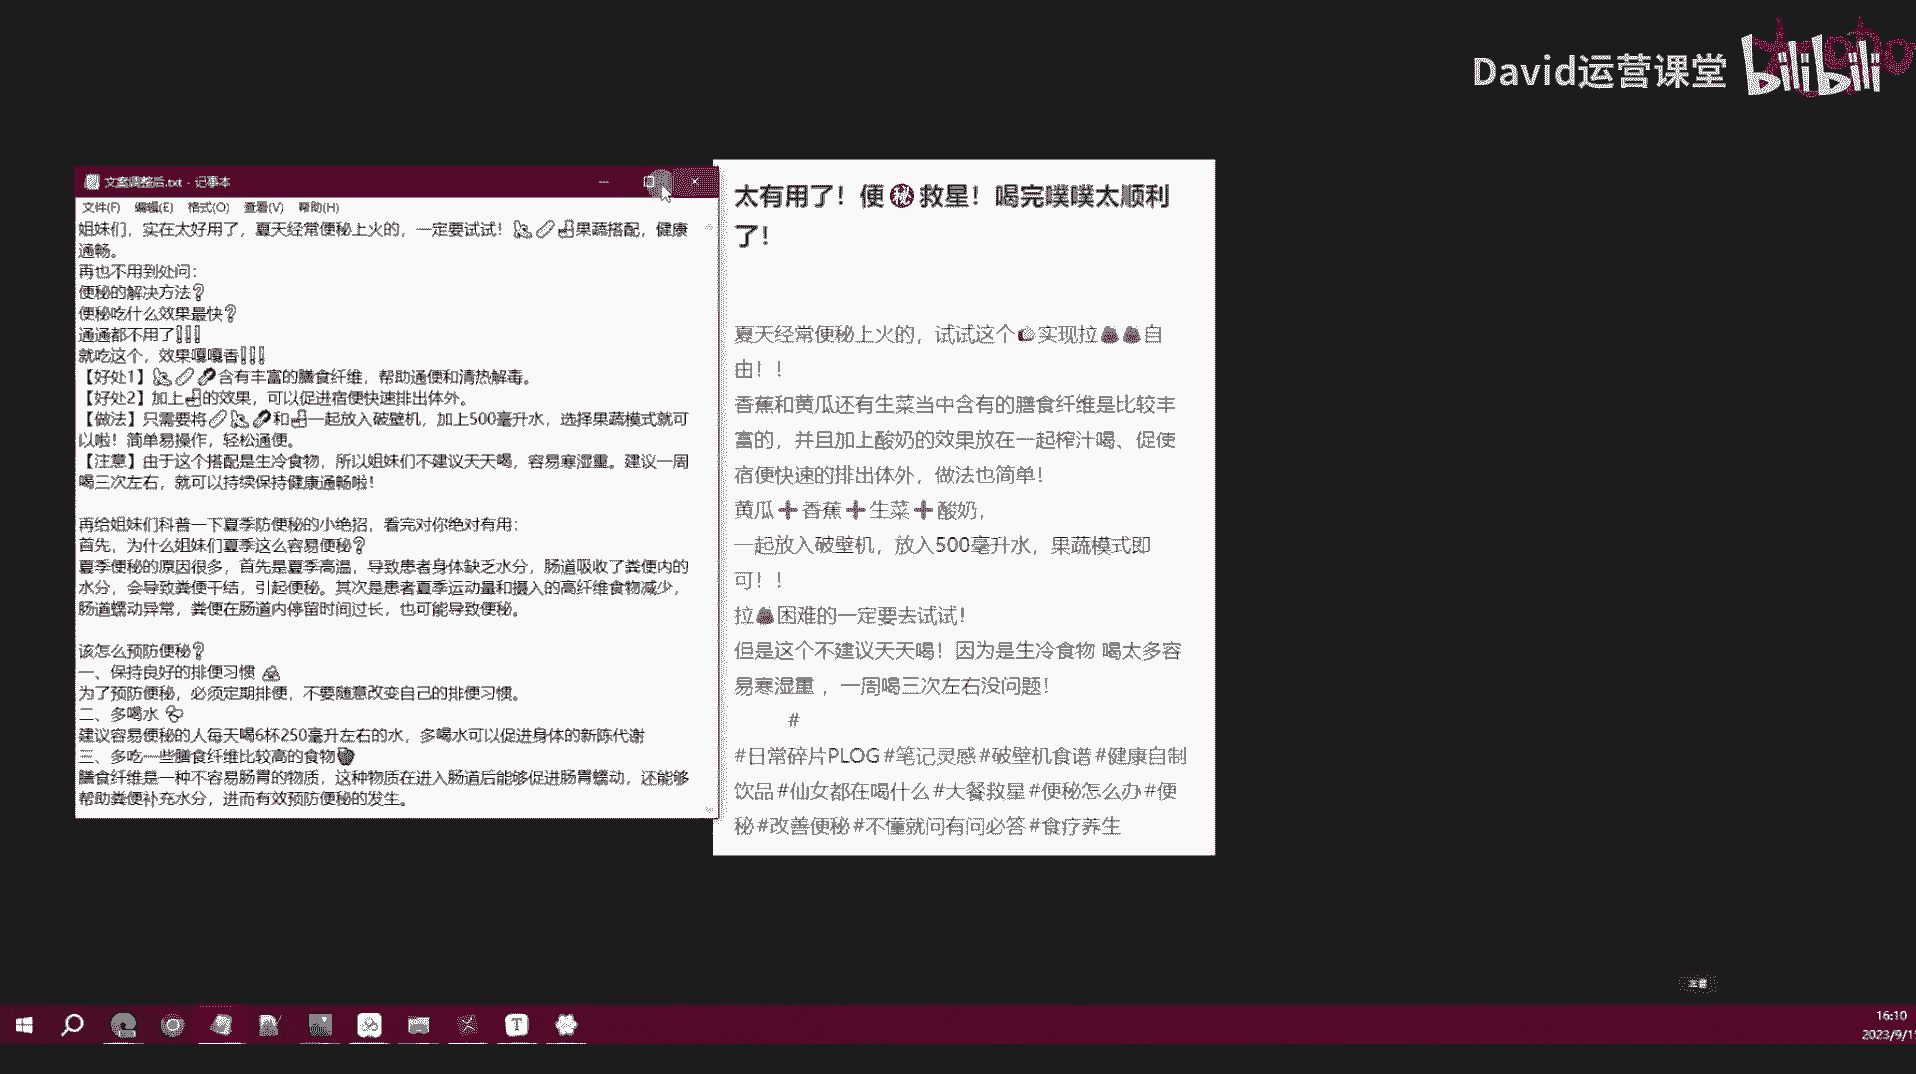 David运营课堂
bilibili
文案调整后.txt - 记事本
文件(F) 编辑(E) 格式(O) 查看(V) 帮助(H)
姐妹们，实在太好用了，夏天经常便秘上火的，一定要试试！果蔬搭配，健康
通畅。
再也不用到处问：
便秘的解决方法？
便秘吃什么效果最快？
通通都不用了！！！
就吃这个，效果嘎嘎香！！！
【好处1】含有丰富的膳食纤维，帮助通便和清热解毒。
【好处2】加上的效果，可以促进宿便快速排出体外。
【做法】只需要将和一起放入破壁机，加上500毫升水，选择果蔬模式就可
以啦！简单易操作，轻松通便。
【注意】由于这个搭配是生冷食物，所以姐妹们不建议天天喝，容易寒湿重。建议一周
喝三次左右，就可以持续保持健康通畅啦！
再给姐妹们科普一下夏季防便秘的小绝招，看完对你绝对有用：
首先，为什么姐妹们夏季这么容易便秘？
夏季便秘的原因很多，首先是夏季高温，导致患者身体缺乏水分，肠道吸收了粪便内的
水分，会导致粪便干结，引起便秘。其次是患者夏季运动量和摄入的高纤维食物减少，
肠道蠕动异常，粪便在肠道内停留时间过长，也可能导致便秘。
该怎么预防便秘？
一、保持良好的排便习惯
为了预防便秘，必须定期排便，不要随意改变自己的排便习惯。
二、多喝水
建议容易便秘的人每天喝6杯250毫升左右的水，多喝水可以促进身体的新陈代谢
三、多吃一些膳食纤维比较高的食物
膳食纤维是一种不容易肠胃的物质，这种物质在进入肠道后能够促进肠胃蠕动，还能够
帮助粪便补充水分，进而有效预防便秘的发生。
太有用了！便㊙救星！喝完噗噗太顺利
了！
夏天经常便秘上火的，试试这个实现拉💩💩自
由！！
香蕉和黄瓜还有生菜当中含有的膳食纤维是比较丰
富的，并且加上酸奶的效果放在一起榨汁喝、促使
宿便快速的排出体外，做法也简单！
黄瓜➕香蕉➕生菜➕酸奶，
一起放入破壁机，放入500毫升水，果蔬模式即
可！！
拉💩困难的一定要去试试！
但是这个不建议天天喝！因为是生冷食物 喝太多容
易寒湿重 ，一周喝三次左右没问题！
#
#日常碎片PLOG#笔记灵感#破壁机食谱#健康自制
饮品#仙女都在喝什么#大餐救星#便秘怎么办#便
秘#改善便秘#不懂就问有问必答#食疗养生
16:10